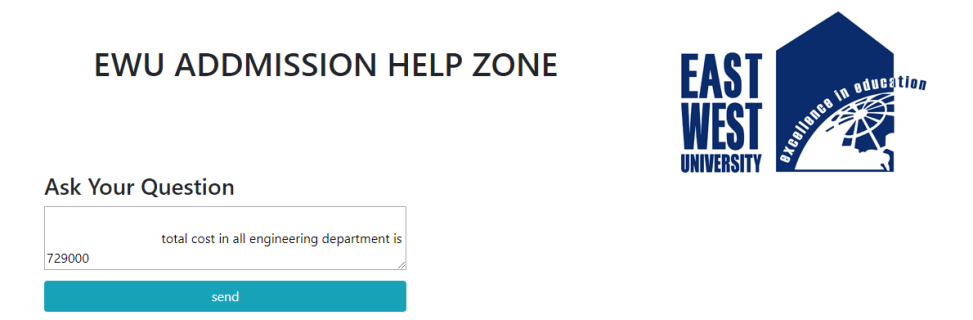 EWU ADDMISSION HELP ZONE
EAST
WEST
UNIVERSITY
excellence in education
Ask Your Question
total cost in all engineering department is
729000
send